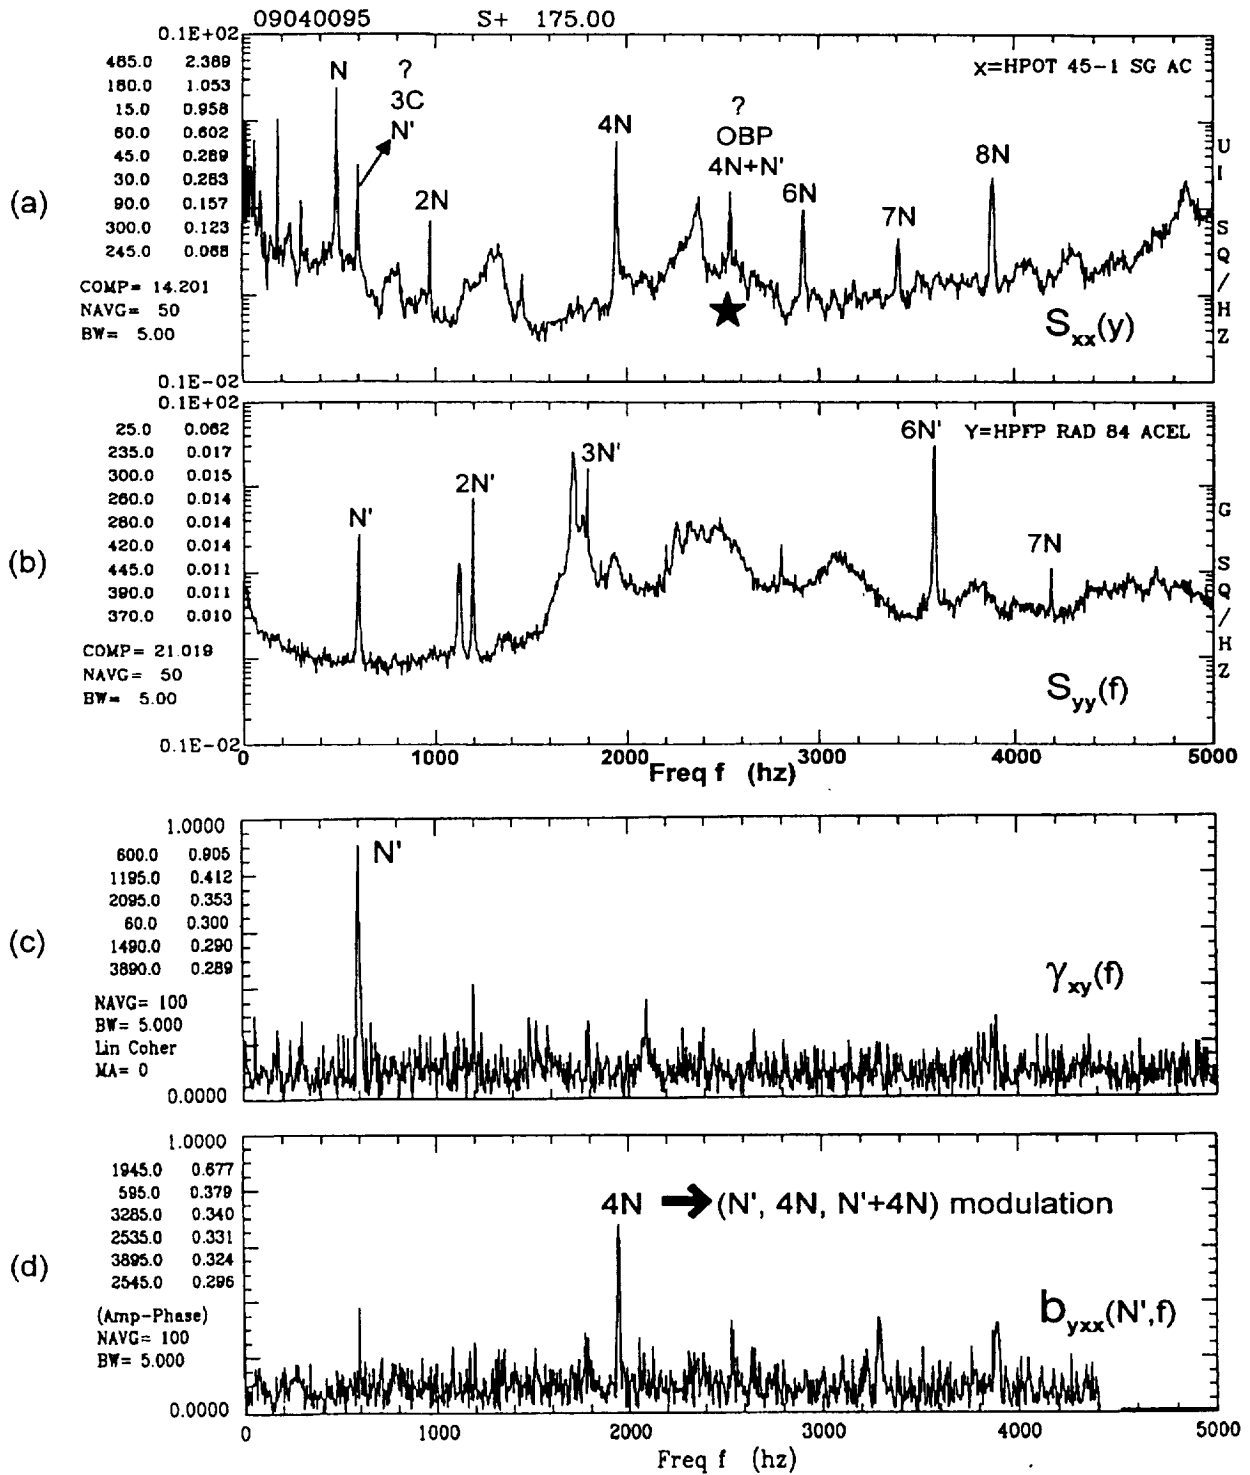 09040095 S+ 175.00
(a)
0.1E+02
485.0 2.389
180.0 1.053
15.0 0.958
60.0 0.602
45.0 0.289
30.0 0.283
90.0 0.157
300.0 0.123
245.0 0.068
COMP= 14.201
NAVG= 50
BW= 5.00
0.1E-02
N
?
3C
N'
2N
4N
?
OBP
4N+N'
6N
7N
8N
X=HPOT 45-1 SG AC
Sxx(y)
UI SQ/HZ
(b)
0.1E+02
25.0 0.062
235.0 0.017
300.0 0.015
260.0 0.014
280.0 0.014
420.0 0.014
445.0 0.011
390.0 0.011
370.0 0.010
COMP= 21.019
NAVG= 50
BW= 5.00
0.1E-02
N'
2N'
3N'
6N'
7N
Y=HPFP RAD 84 ACEL
Syy(f)
G SQ/HZ
0 1000 2000 3000 4000 5000
Freq f (hz)
(c)
1.0000
600.0 0.905
1195.0 0.412
2095.0 0.353
60.0 0.300
1490.0 0.290
3890.0 0.289
NAVG= 100
BW= 5.000
Lin Coher
MA= 0
0.0000
N'
γxy(f)
(d)
1.0000
1945.0 0.677
595.0 0.379
3285.0 0.340
2535.0 0.331
3895.0 0.324
2545.0 0.296
(Amp-Phase)
NAVG= 100
BW= 5.000
0.0000
4N → (N', 4N, N'+4N) modulation
byxx(N',f)
0 1000 2000 3000 4000 5000
Freq f (hz)